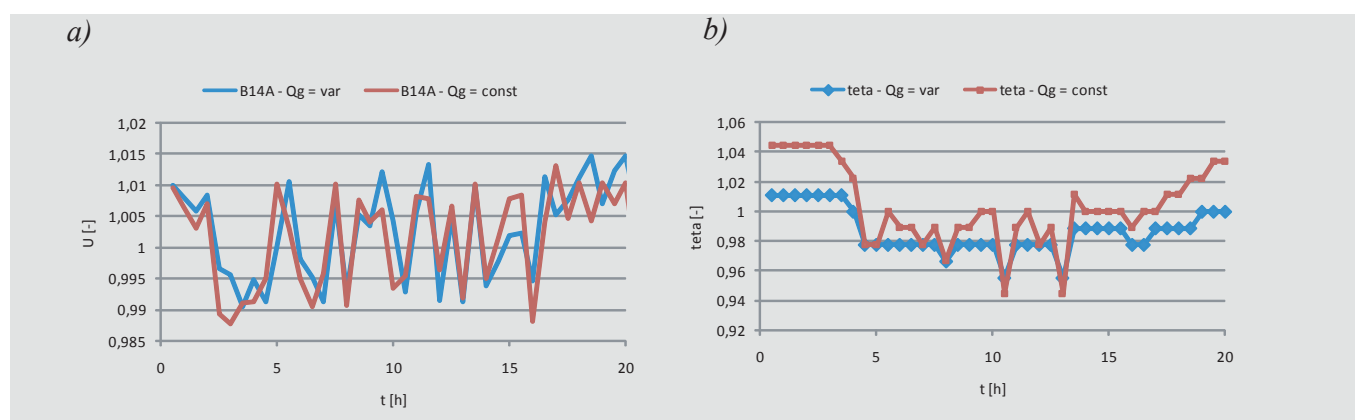 a)
B14A - Qg = var
B14A - Qg = const
1,02
1,015
1,01
1,005
1
0,995
0,99
0,985
U [-]
0
5
10
15
20
t [h]
b)
teta - Qg = var
teta - Qg = const
1,06
1,04
1,02
1
0,98
0,96
0,94
0,92
teta [-]
0
5
10
15
20
t [h]